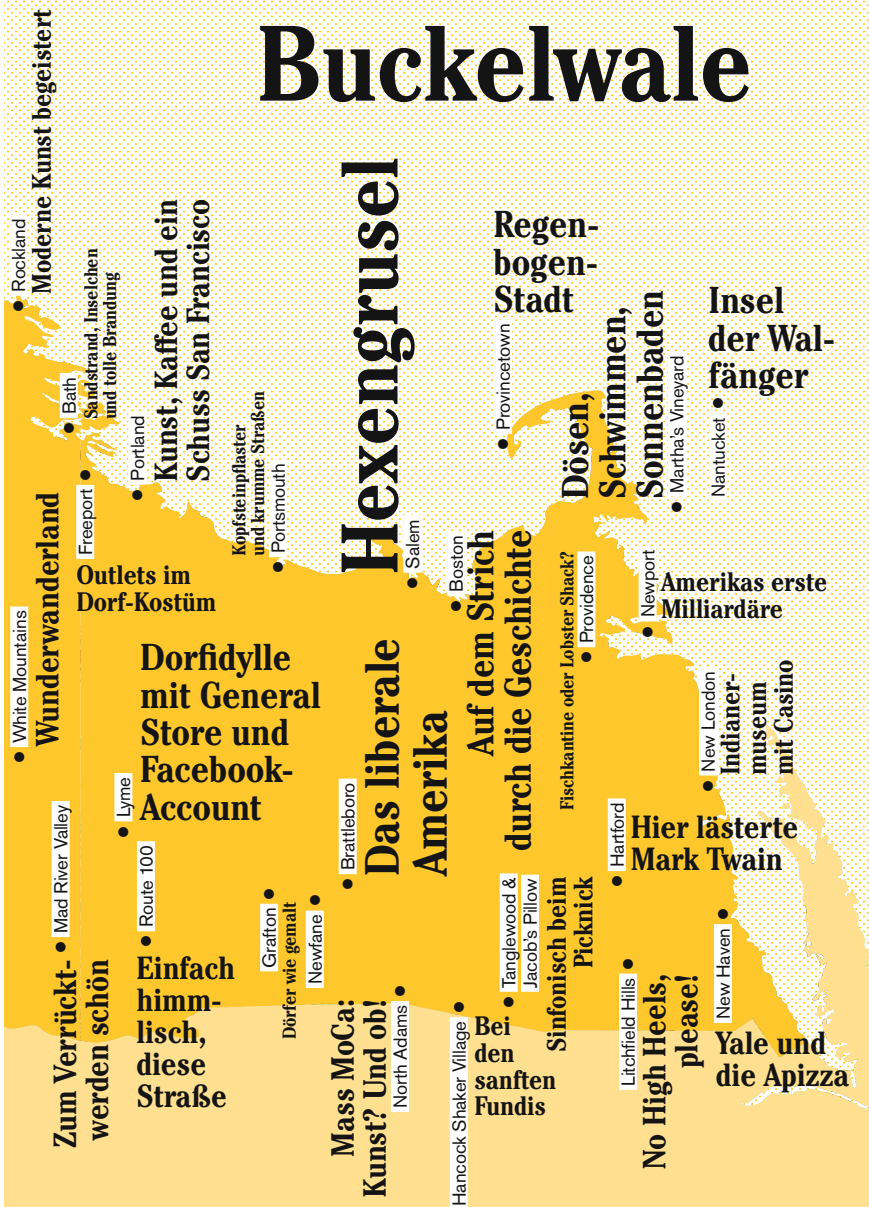 Buckelwale
Rockland
Moderne Kunst begeistert
Bath
Sandstrand, Inselchen
und tolle Brandung
Freeport
Outlets im
Dorf-Kostüm
Portland
Kunst, Kaffee und ein
Schuss San Francisco
Kopfsteinpflaster
und krumme Straßen
Portsmouth
Hexengrusel
Salem
Regen-
bogen-
Stadt
Provincetown
Dösen,
Schwimmen,
Sonnenbaden
Martha's Vineyard
Insel
der Wal-
fänger
Nantucket
White Mountains
Wunderwanderland
Dorfidylle
mit General
Store und
Facebook-
Account
Lyme
Boston
Auf dem Strich
durch die Geschichte
Fischkantine oder Lobster Shack?
Providence
Newport
Amerikas erste
Milliardäre
Das liberale
Amerika
Brattleboro
New London
Indianer-
museum
mit Casino
Mad River Valley
Zum Verrückt-
werden schön
Route 100
Einfach
himm-
lisch,
diese
Straße
Grafton
Dörfer wie gemalt
Newfane
Mass MoCa:
Kunst? Und ob!
North Adams
Hancock Shaker Village
Bei
den
sanften
Fundis
Tanglewood &
Jacob's Pillow
Sinfonisch beim
Picknick
Hartford
Hier lästerte
Mark Twain
Litchfield Hills
No High Heels,
please!
New Haven
Yale und
die Apizza